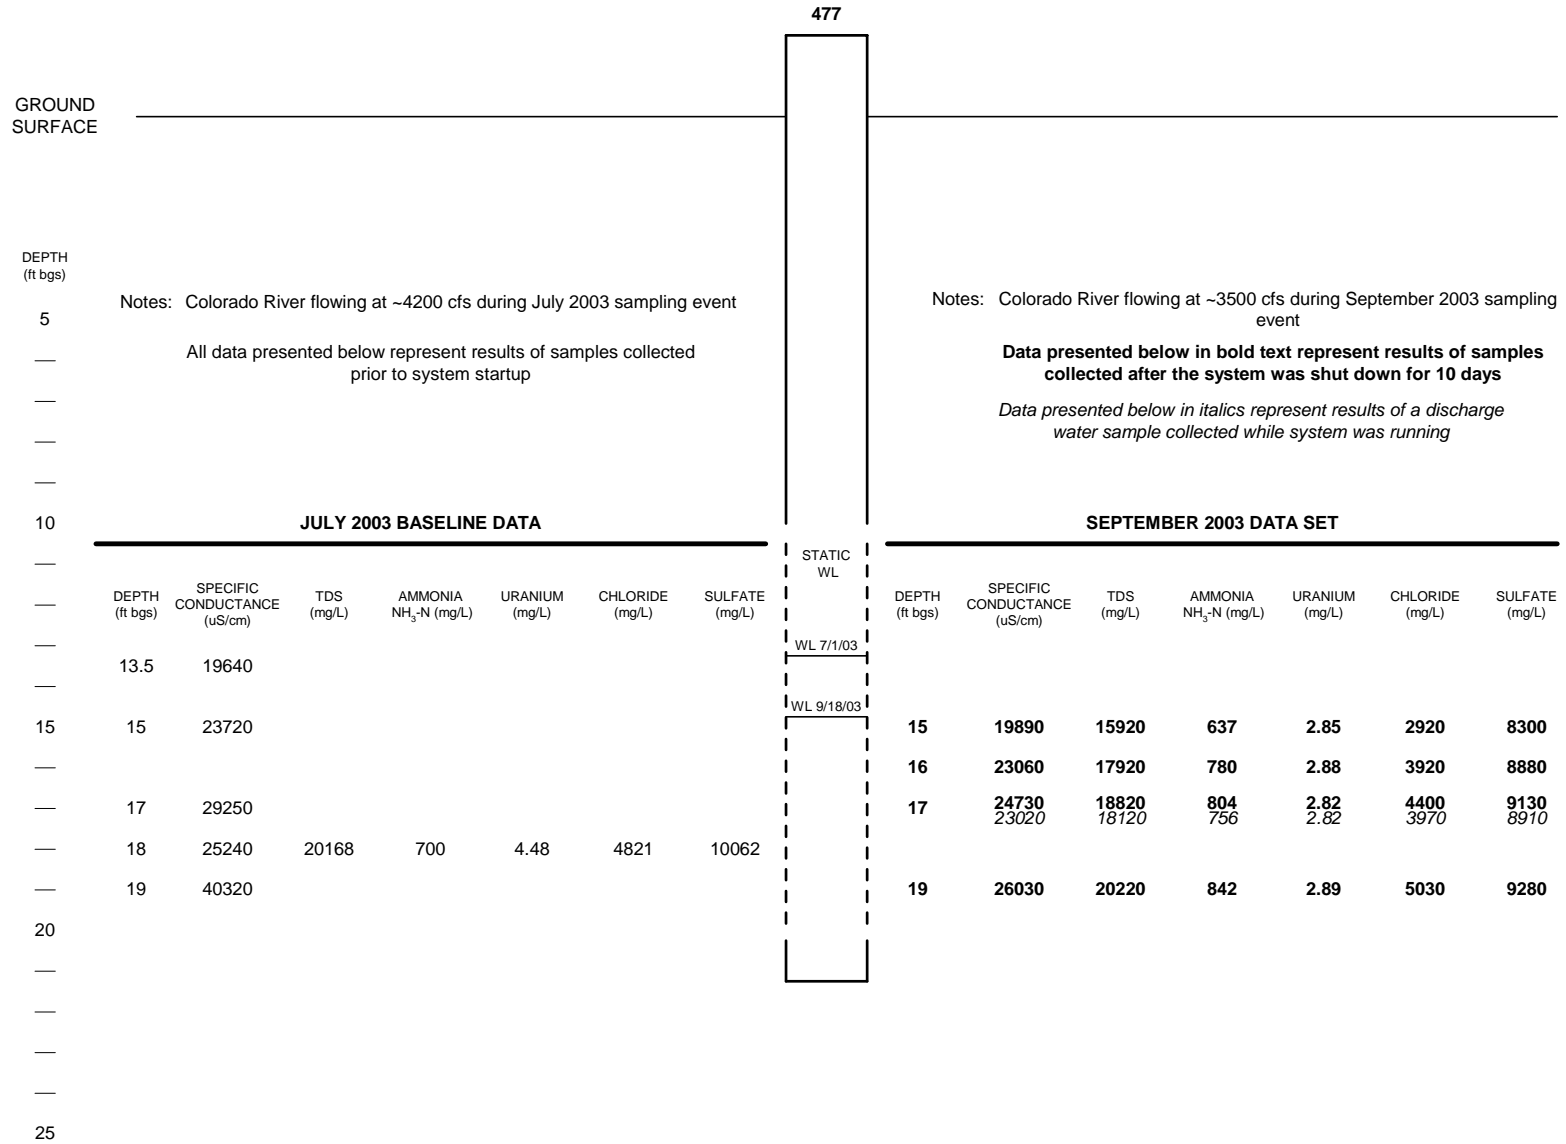 477
GROUND
SURFACE
DEPTH
(ft bgs)
5
10
15
20
25
Notes: Colorado River flowing at ~4200 cfs during July 2003 sampling event
All data presented below represent results of samples collected
prior to system startup
JULY 2003 BASELINE DATA
DEPTH (ft bgs) SPECIFIC CONDUCTANCE (uS/cm) TDS (mg/L) AMMONIA NH3-N (mg/L) URANIUM (mg/L) CHLORIDE (mg/L) SULFATE (mg/L)
13.5 19640
15 23720
17 29250
18 25240 20168 700 4.48 4821 10062
19 40320
STATIC
WL
WL 7/1/03
WL 9/18/03
Notes: Colorado River flowing at ~3500 cfs during September 2003 sampling
event
Data presented below in bold text represent results of samples
collected after the system was shut down for 10 days
Data presented below in italics represent results of a discharge
water sample collected while system was running
SEPTEMBER 2003 DATA SET
DEPTH (ft bgs) SPECIFIC CONDUCTANCE (uS/cm) TDS (mg/L) AMMONIA NH3-N (mg/L) URANIUM (mg/L) CHLORIDE (mg/L) SULFATE (mg/L)
15 19890 15920 637 2.85 2920 8300
16 23060 17920 780 2.88 3920 8880
17 24730 18820 804 2.82 4400 9130
23020 18120 756 2.82 3970 8910
19 26030 20220 842 2.89 5030 9280